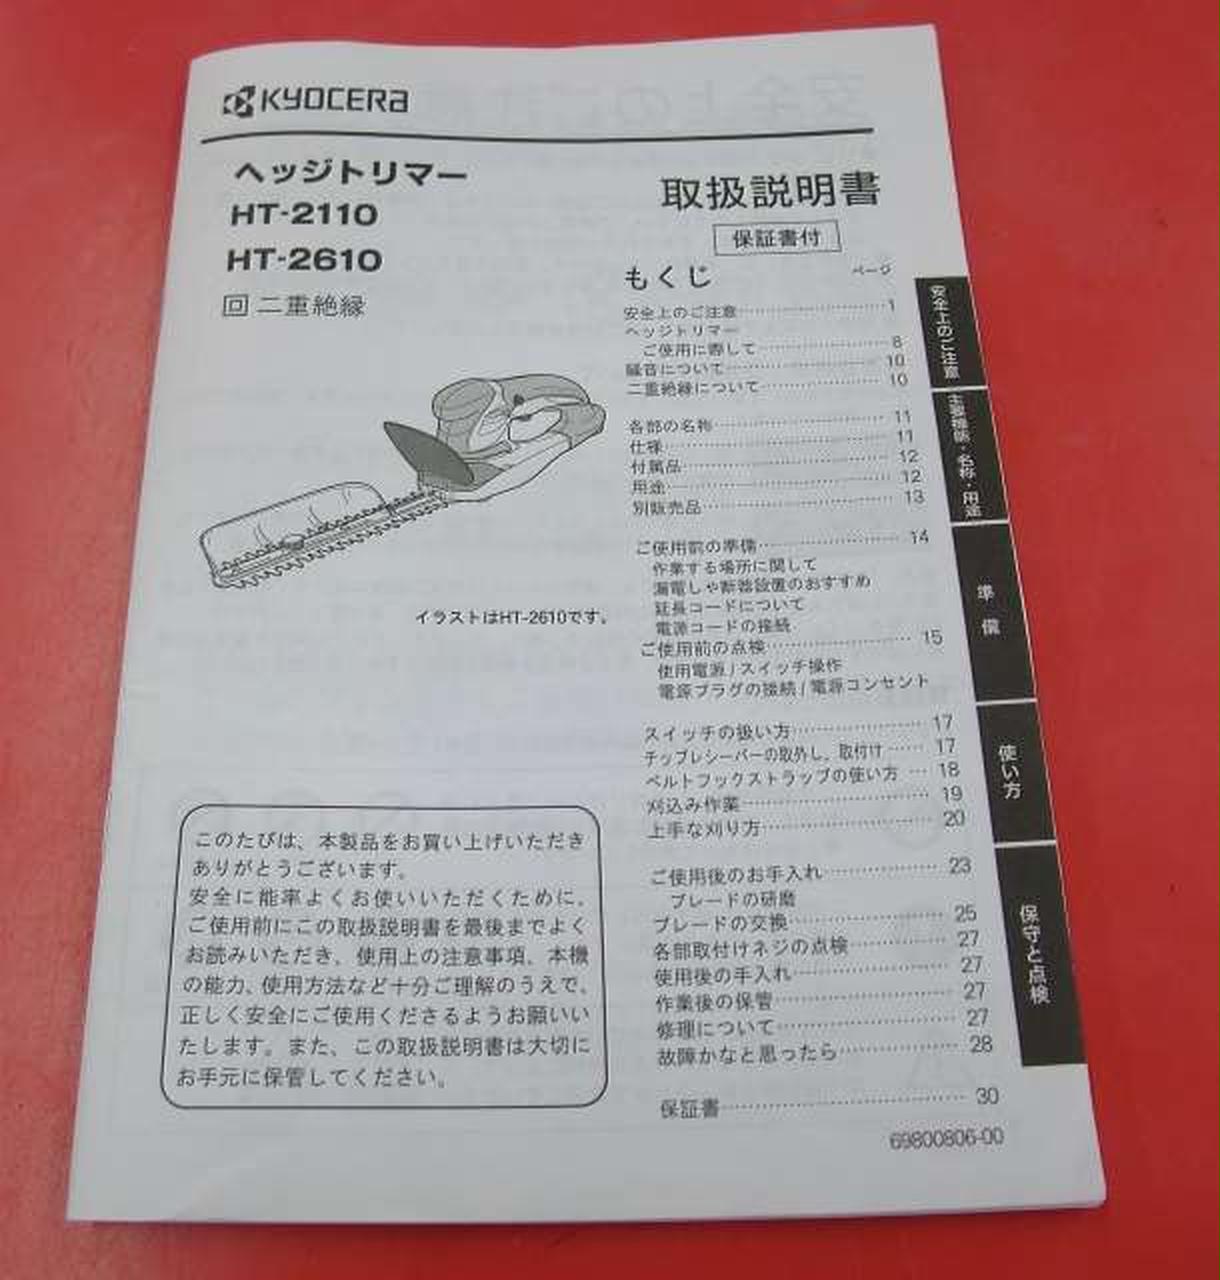 KYOCERA
ヘッジトリマー
HT-2110
HT-2610
回 二重絶縁
イラストはHT-2610です。
このたびは、本製品をお買い上げいただき
ありがとうございます。
安全に能率よくお使いいただくために、
ご使用前にこの取扱説明書を最後までよく
お読みいただき、使用上の注意事項、本機
の能力、使用方法など十分ご理解のうえで、
正しく安全にご使用くださるようお願いい
たします。また、この取扱説明書は大切に
お手元に保管してください。
取扱説明書
保証書付
もくじ ページ
安全上のご注意 1
ヘッジトリマー
ご使用に際して 8
騒音について 10
二重絶縁について 10
各部の名称 11
仕様 11
付属品 12
用途 12
別販売品 13
ご使用前の準備 14
作業する場所に関して
漏電しゃ断器設置のおすすめ
延長コードについて
電源コードの接続
ご使用前の点検 15
使用電源/スイッチ操作
電源プラグの接続/電源コンセント
スイッチの扱い方 17
チップレシーバーの取外し、取付け 17
ベルトフックストラップの使い方 18
刈込み作業 19
上手な刈り方 20
ご使用後のお手入れ 23
ブレードの研磨
ブレードの交換 25
各部取付けネジの点検 27
使用後の手入れ 27
作業後の保管 27
修理について 27
故障かなと思ったら 28
保証書 30
69800806-00
安全上のご注意
主要機能・名称・用途
準備
使い方
保守と点検